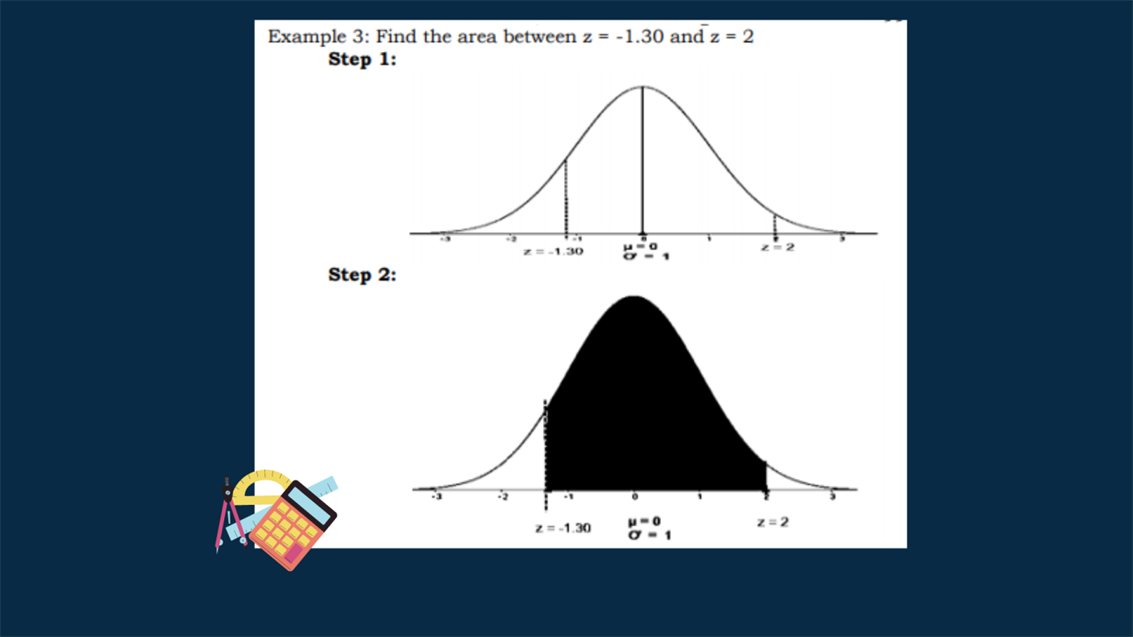 Example 3: Find the area between z = -1.30 and z = 2
Step 1:
-3 -2 -1 0 1 2 3
z = -1.30 μ = 0 z = 2
σ = 1
Step 2:
-3 -2 -1 0 1 2 3
z = -1.30 μ = 0 z = 2
σ = 1